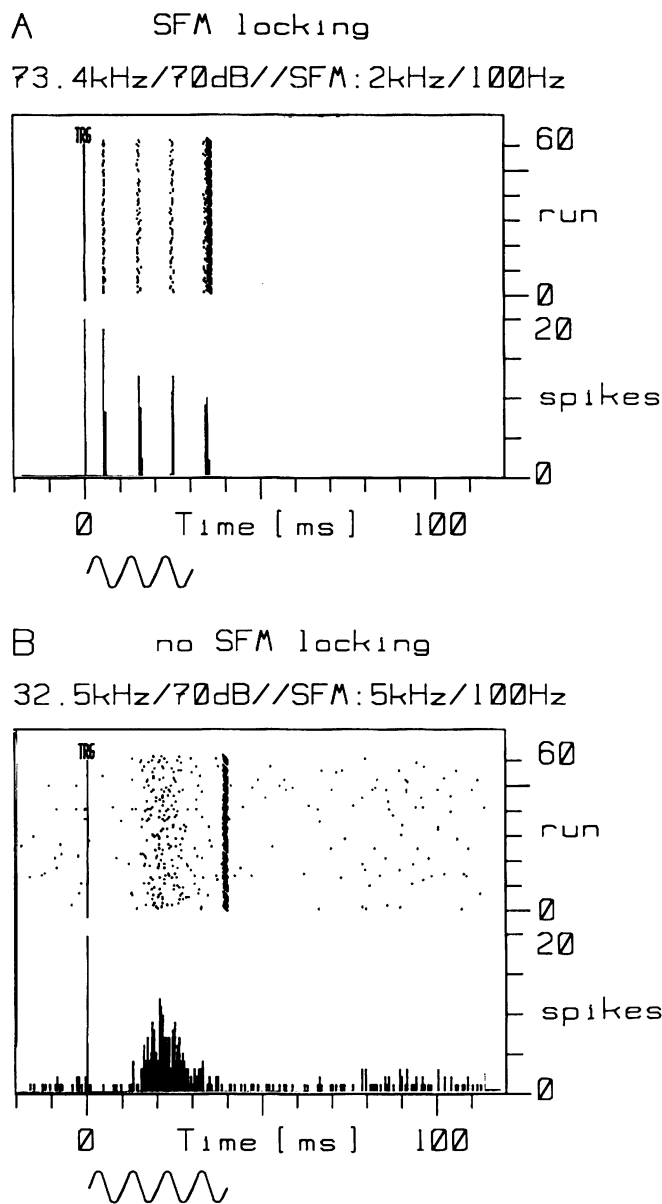 A SFM locking
73.4kHz/70dB//SFM:2kHz/100Hz
TRG
60
run
0
20
spikes
0
0 Time [ms] 100
B no SFM locking
32.5kHz/70dB//SFM:5kHz/100Hz
TRG
60
run
0
20
spikes
0
0 Time [ms] 100